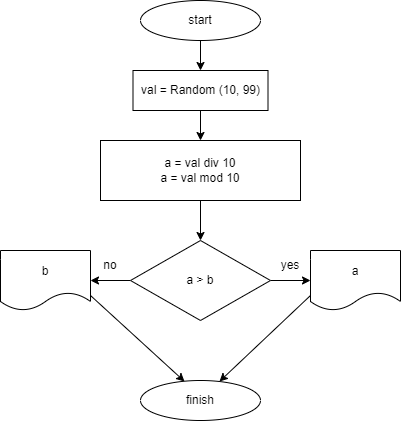 start
val = Random (10, 99)
a = val div 10
a = val mod 10
a > b
no
yes
b
a
finish